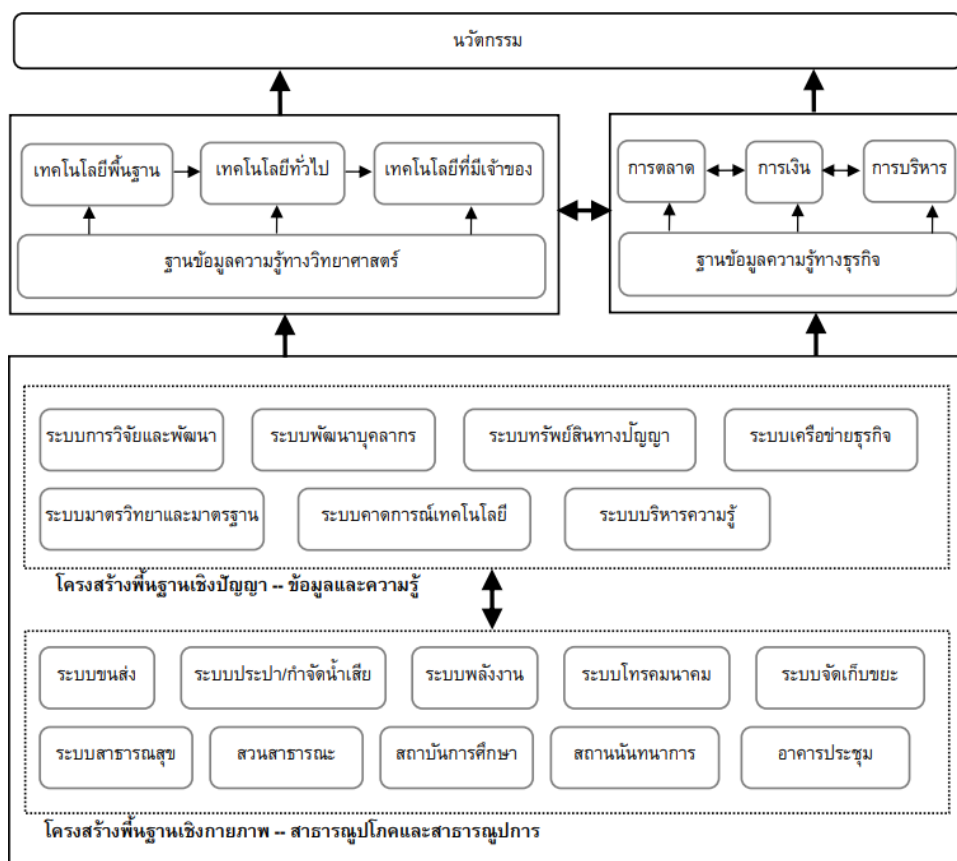 นวัตกรรม
เทคโนโลยีพื้นฐาน
เทคโนโลยีทั่วไป
เทคโนโลยีที่มีเจ้าของ
ฐานข้อมูลความรู้ทางวิทยาศาสตร์
การตลาด
การเงิน
การบริหาร
ฐานข้อมูลความรู้ทางธุรกิจ
ระบบการวิจัยและพัฒนา
ระบบพัฒนาบุคลากร
ระบบทรัพย์สินทางปัญญา
ระบบเครือข่ายธุรกิจ
ระบบมาตรวิทยาและมาตรฐาน
ระบบคาดการณ์เทคโนโลยี
ระบบบริหารความรู้
โครงสร้างพื้นฐานเชิงปัญญา -- ข้อมูลและความรู้
ระบบขนส่ง
ระบบประปา/กำจัดน้ำเสีย
ระบบพลังงาน
ระบบโทรคมนาคม
ระบบจัดเก็บขยะ
ระบบสาธารณสุข
สวนสาธารณะ
สถาบันการศึกษา
สถานนันทนาการ
อาคารประชุม
โครงสร้างพื้นฐานเชิงกายภาพ -- สาธารณูปโภคและสาธารณูปการ